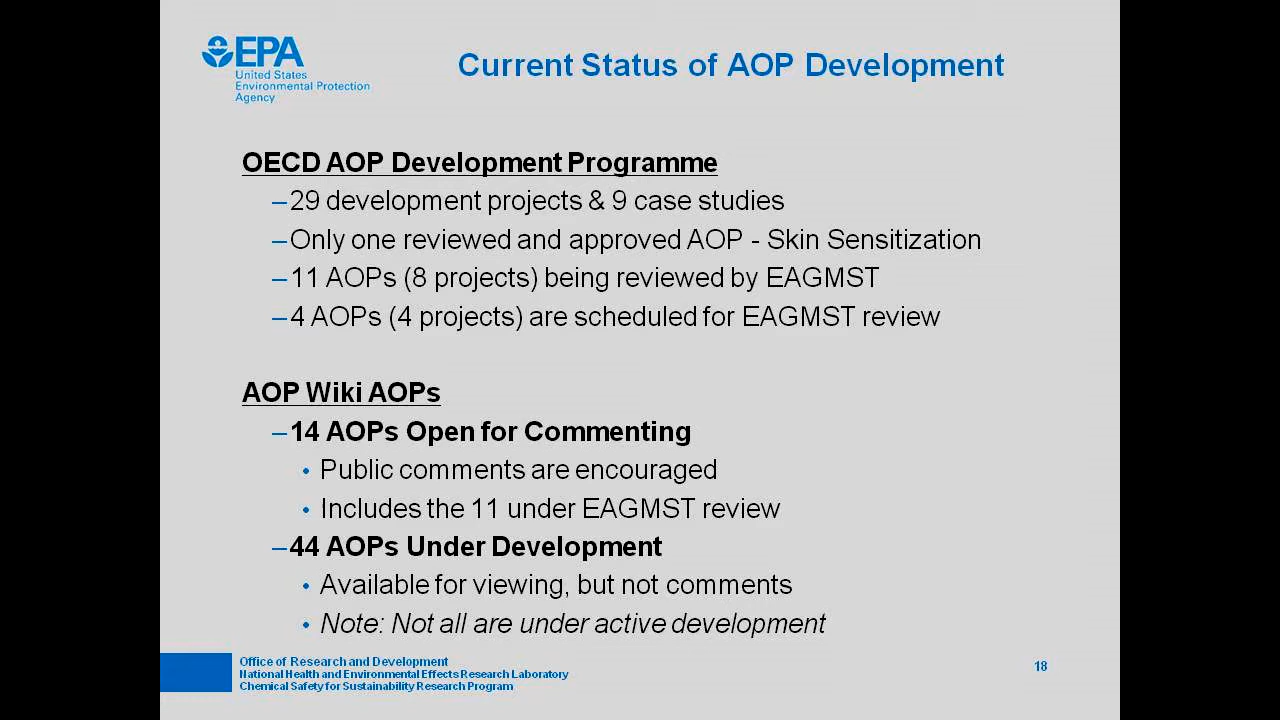 EPA
United States
Environmental Protection
Agency
Current Status of AOP Development
OECD AOP Development Programme
–29 development projects & 9 case studies
–Only one reviewed and approved AOP - Skin Sensitization
–11 AOPs (8 projects) being reviewed by EAGMST
–4 AOPs (4 projects) are scheduled for EAGMST review
AOP Wiki AOPs
–14 AOPs Open for Commenting
• Public comments are encouraged
• Includes the 11 under EAGMST review
–44 AOPs Under Development
• Available for viewing, but not comments
• Note: Not all are under active development
Office of Research and Development
National Health and Environmental Effects Research Laboratory
Chemical Safety for Sustainability Research Program
18